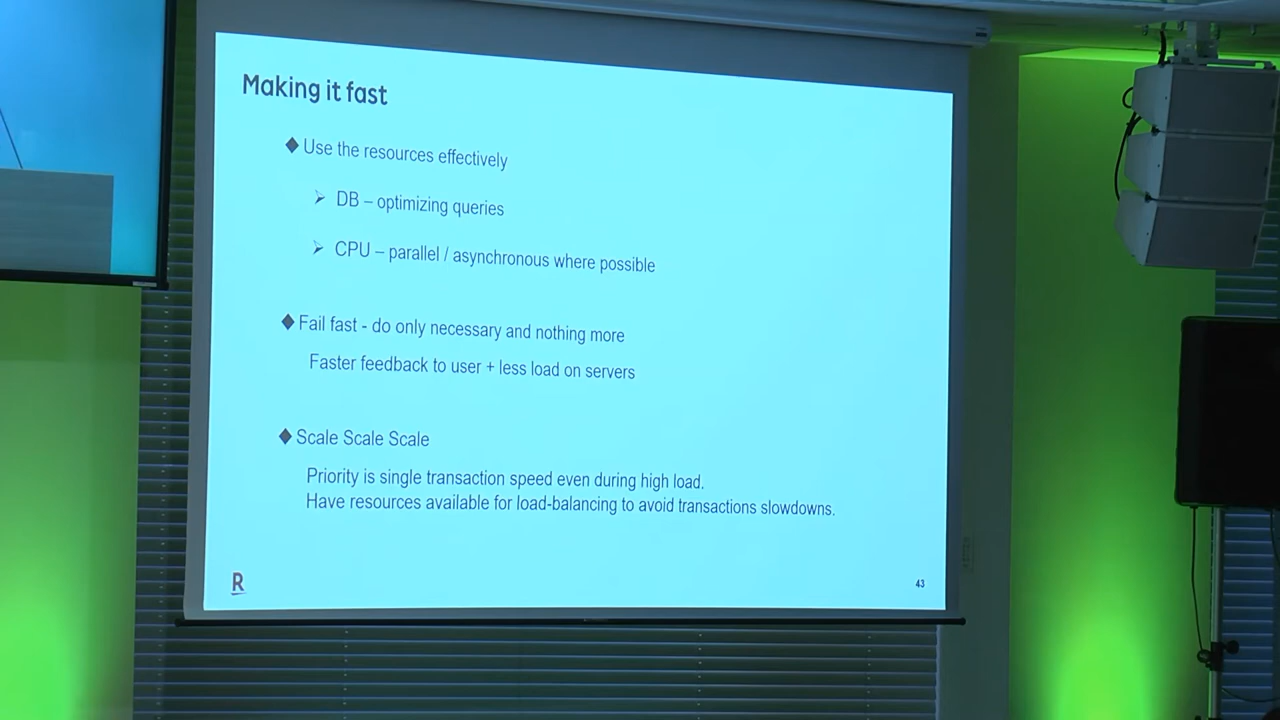 Making it fast
◆ Use the resources effectively
➢ DB – optimizing queries
➢ CPU – parallel / asynchronous where possible
◆ Fail fast - do only necessary and nothing more
Faster feedback to user + less load on servers
◆ Scale Scale Scale
Priority is single transaction speed even during high load.
Have resources available for load-balancing to avoid transactions slowdowns.
R
43